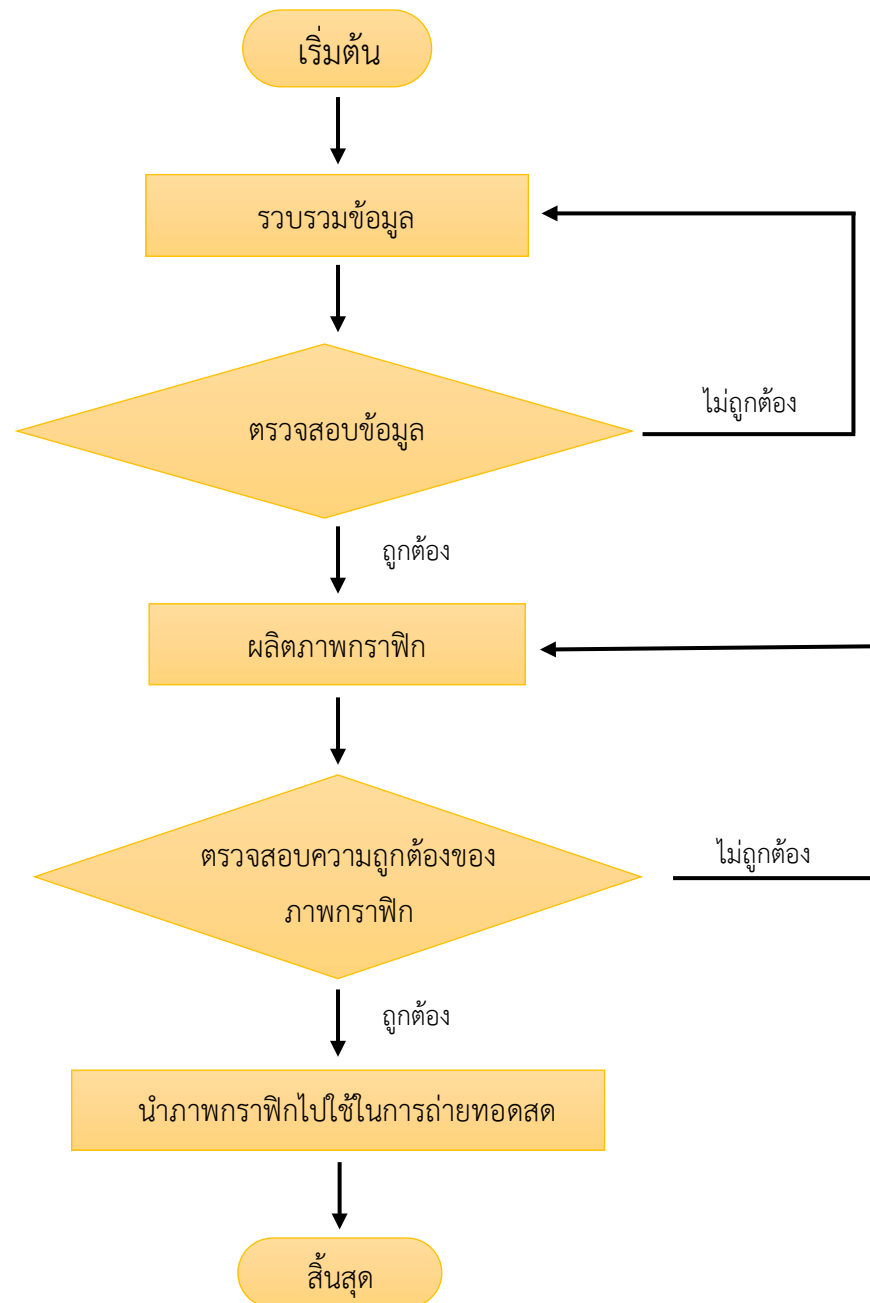 เริ่มต้น
รวบรวมข้อมูล
ตรวจสอบข้อมูล
ไม่ถูกต้อง
ถูกต้อง
ผลิตภาพกราฟิก
ตรวจสอบความถูกต้องของ
ภาพกราฟิก
ไม่ถูกต้อง
ถูกต้อง
นำภาพกราฟิกไปใช้ในการถ่ายทอดสด
สิ้นสุด